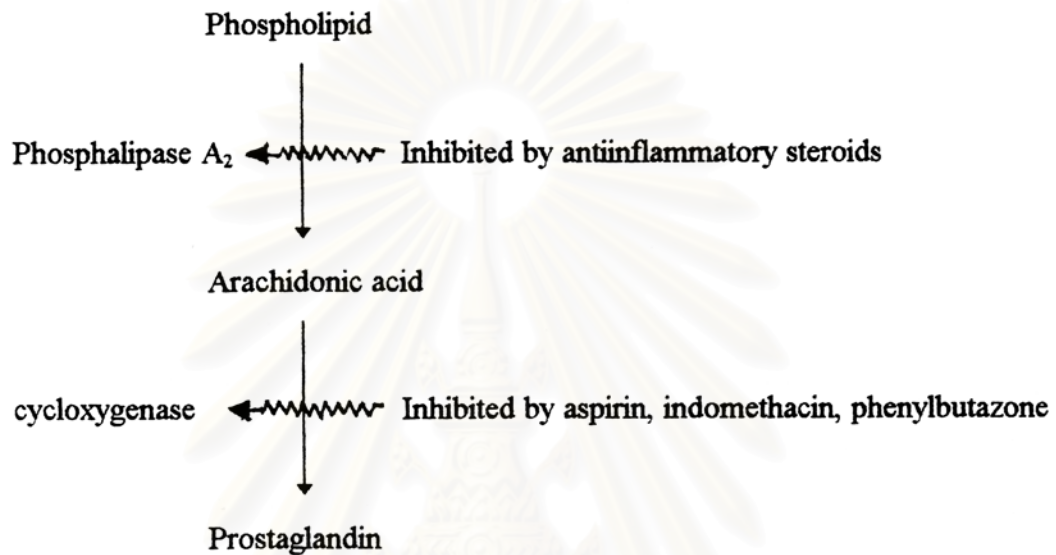 Phospholipid
Phosphalipase A₂ Inhibited by antiinflammatory steroids
Arachidonic acid
cycloxygenase Inhibited by aspirin, indomethacin, phenylbutazone
Prostaglandin